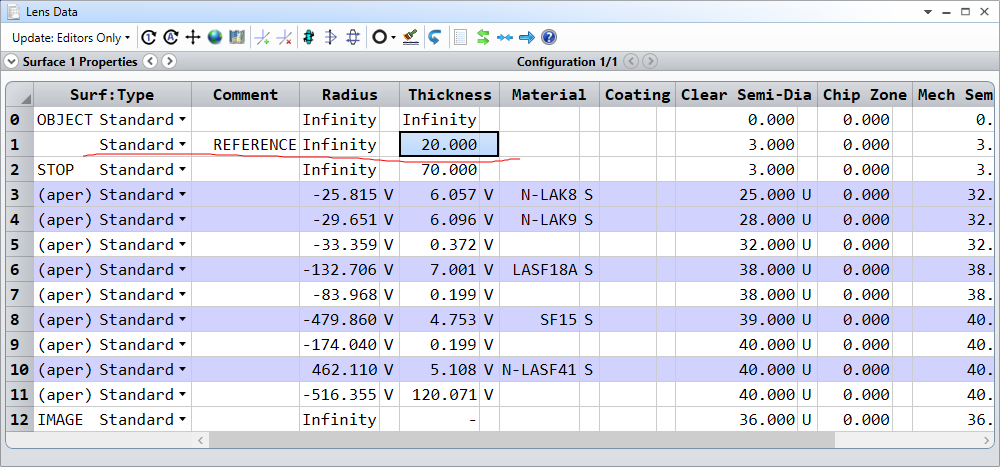 Lens Data
Update: Editors Only
Surface 1 Properties Configuration 1/1
Surf:Type Comment Radius Thickness Material Coating Clear Semi-Dia Chip Zone Mech Sem
0 OBJECT Standard Infinity Infinity 0.000 0.000 0.
1 Standard REFERENCE Infinity 20.000 3.000 0.000 3.
2 STOP Standard Infinity 70.000 3.000 0.000 3.
3 (aper) Standard -25.815 V 6.057 V N-LAK8 S 25.000 U 0.000 32.
4 (aper) Standard -29.651 V 6.096 V N-LAK9 S 28.000 U 0.000 32.
5 (aper) Standard -33.359 V 0.372 V 32.000 U 0.000 32.
6 (aper) Standard -132.706 V 7.001 V LASF18A S 38.000 U 0.000 38.
7 (aper) Standard -83.968 V 0.199 V 38.000 U 0.000 38.
8 (aper) Standard -479.860 V 4.753 V SF15 S 39.000 U 0.000 40.
9 (aper) Standard -174.040 V 0.199 V 40.000 U 0.000 40.
10 (aper) Standard 462.110 V 5.108 V N-LASF41 S 40.000 U 0.000 40.
11 (aper) Standard -516.355 V 120.071 V 40.000 U 0.000 40.
12 IMAGE Standard Infinity - 36.000 U 0.000 36.